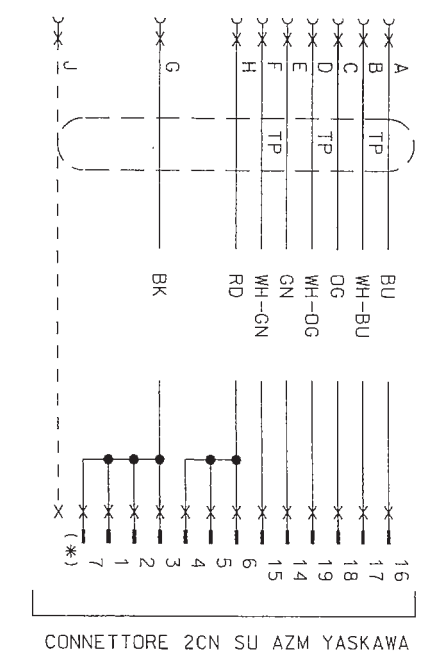 J G H F E D C B A
TP TP TP
BK RD WH-GN GN WH-OG OG WH-BU BU
(*) 7 1 2 3 4 5 6 15 14 19 18 17 16
CONNETTORE 2CN SU AZM YASKAWA